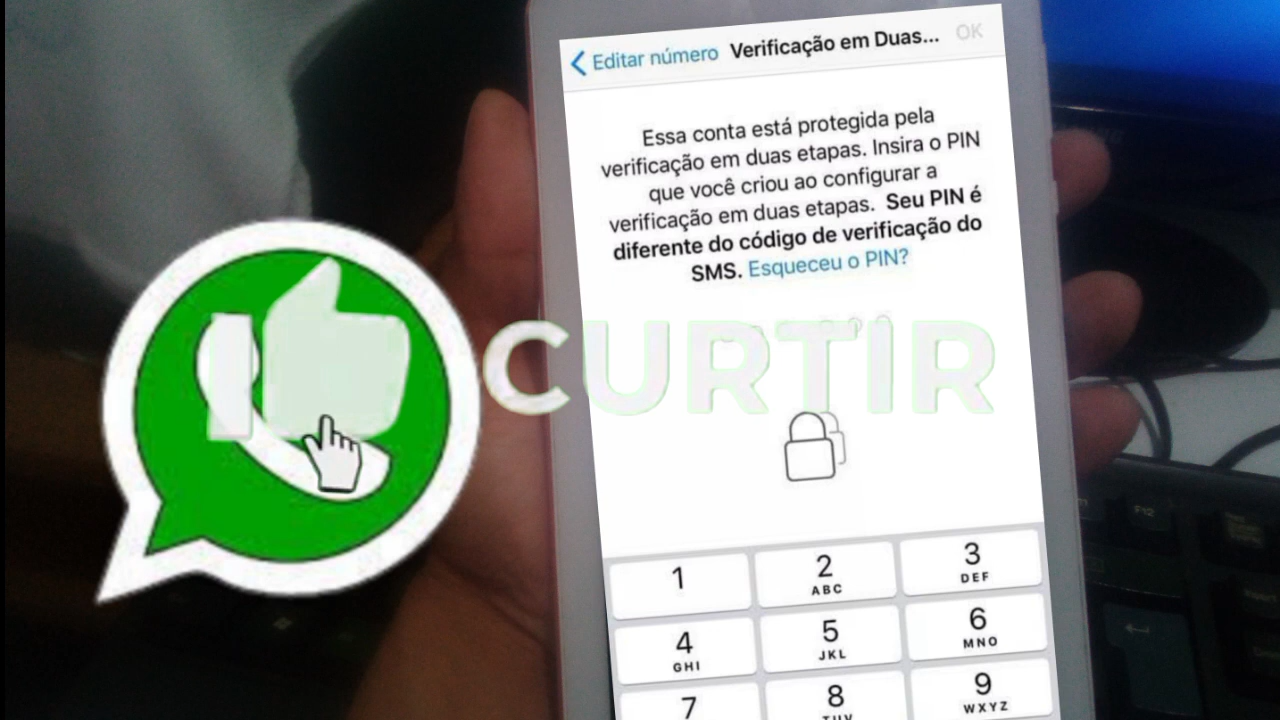 Editar número Verificação em Duas... OK
Essa conta está protegida pela
verificação em duas etapas. Insira o PIN
que você criou ao configurar a
verificação em duas etapas. Seu PIN é
diferente do código de verificação do
SMS. Esqueceu o PIN?
CURTIR
1 2 3
ABC DEF
4 5 6
GHI JKL MNO
7 8 9
TUV WXYZ
F12